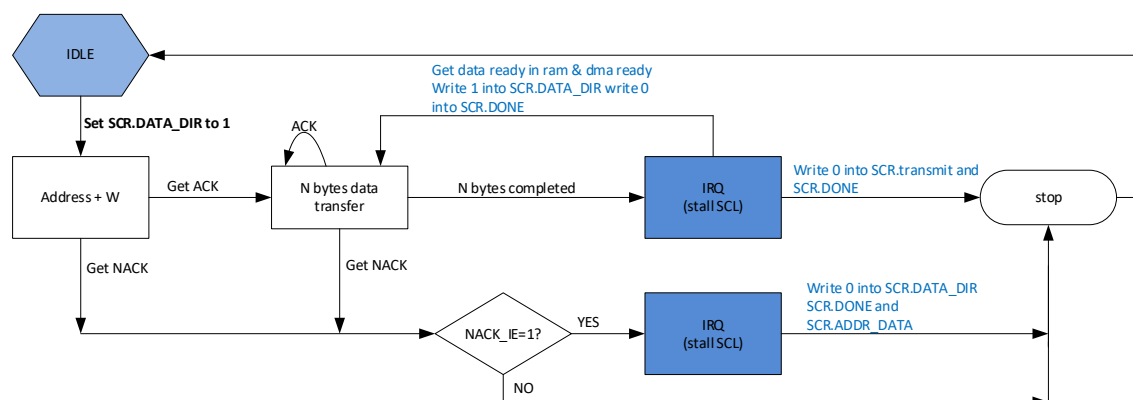 IDLE
Get data ready in ram & dma ready
Write 1 into SCR.DATA_DIR write 0
into SCR.DONE
Set SCR.DATA_DIR to 1
ACK
Address + W
Get ACK
N bytes data
transfer
N bytes completed
IRQ
(stall SCL)
Write 0 into SCR.transmit and
SCR.DONE
stop
Get NACK
Get NACK
NACK_IE=1?
YES
IRQ
(stall SCL)
Write 0 into SCR.DATA_DIR
SCR.DONE and
SCR.ADDR_DATA
NO